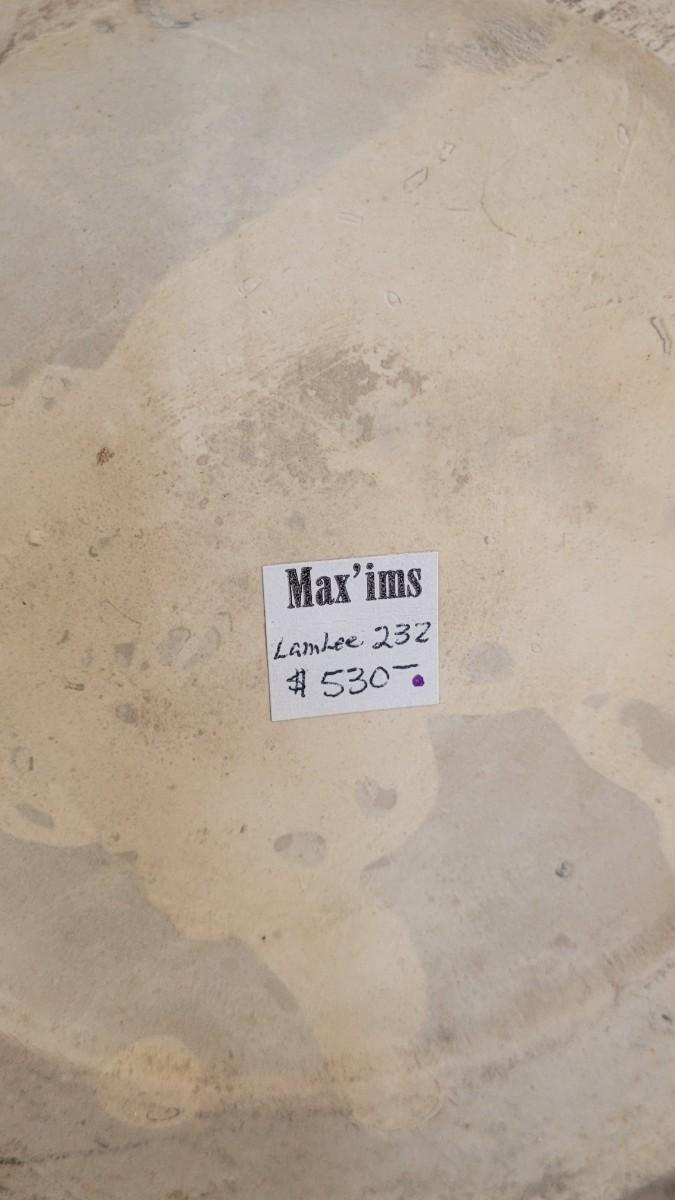 Max'ims
LamLee 232
$ 530—